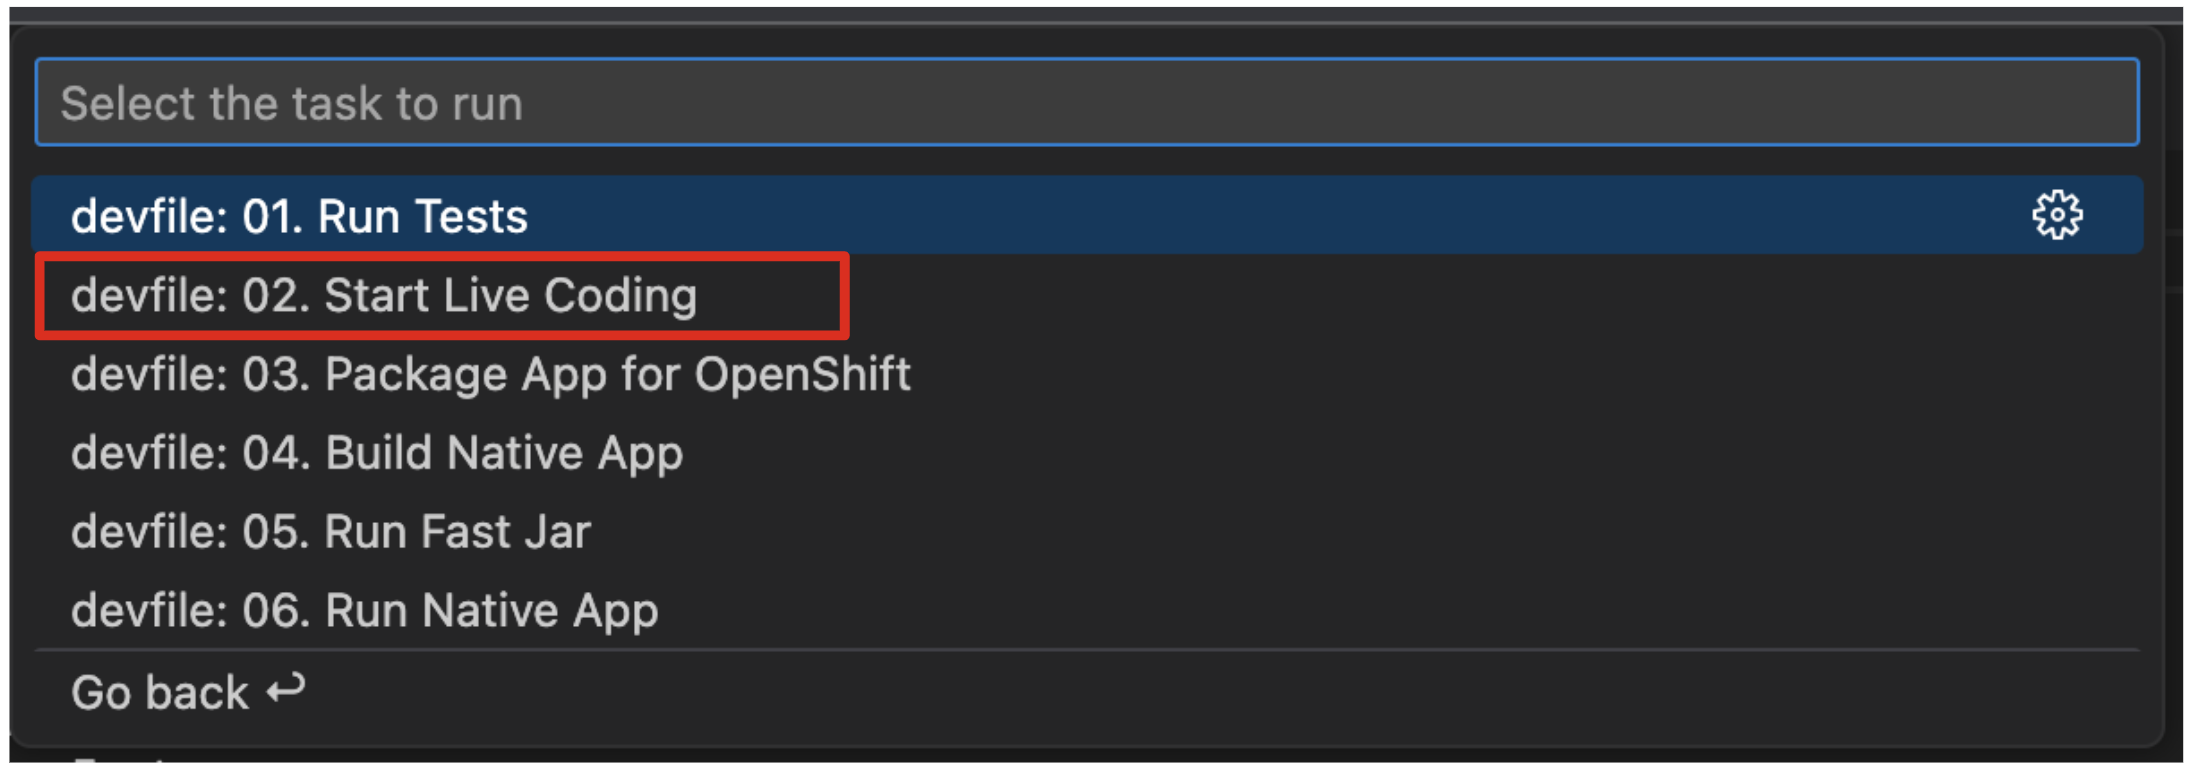 Select the task to run
devfile: 01. Run Tests
devfile: 02. Start Live Coding
devfile: 03. Package App for OpenShift
devfile: 04. Build Native App
devfile: 05. Run Fast Jar
devfile: 06. Run Native App
Go back ↩